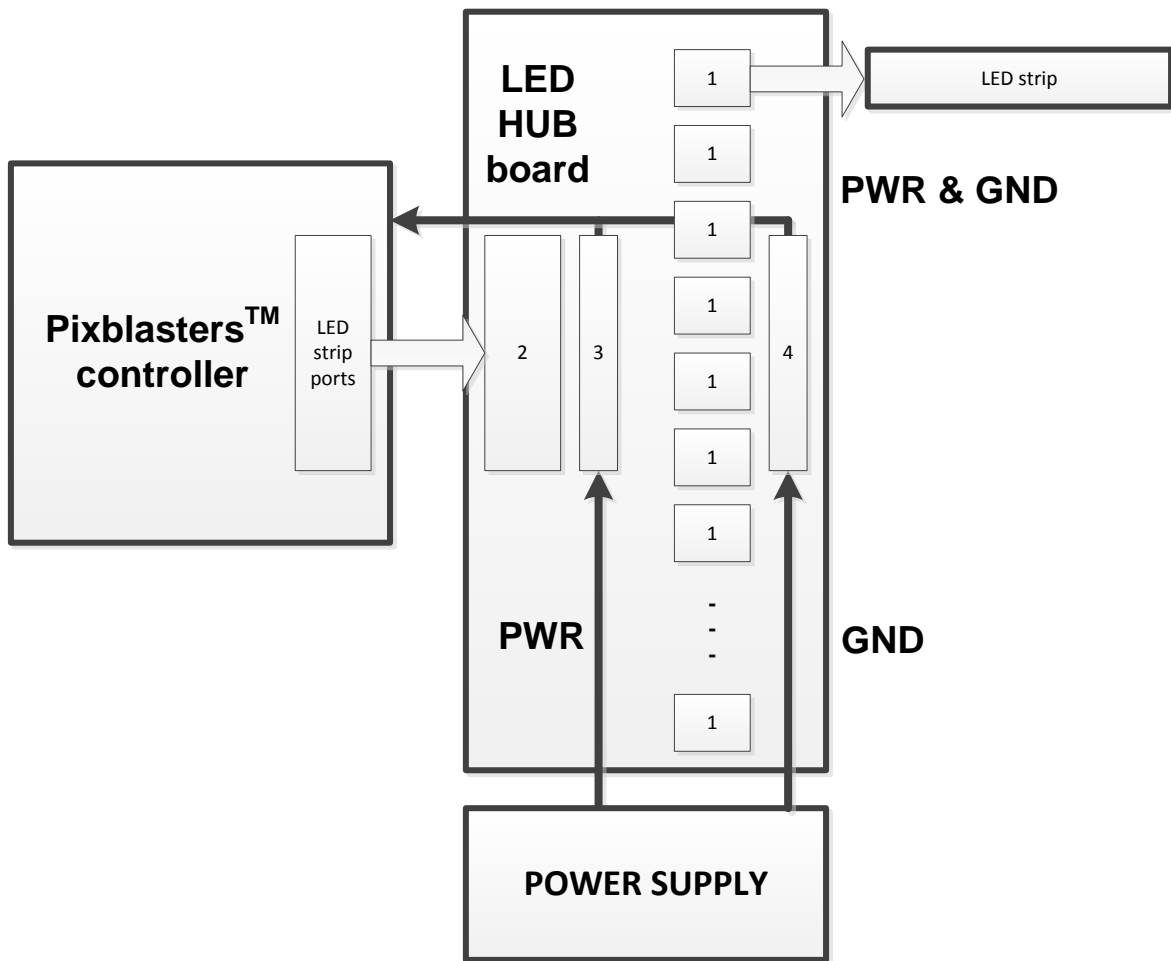 LED
HUB
board
1
LED strip
1
PWR & GND
1
Pixblasters™
controller
LED
strip
ports
2
3
1
1
4
1
1
-
-
-
PWR
GND
1
POWER SUPPLY